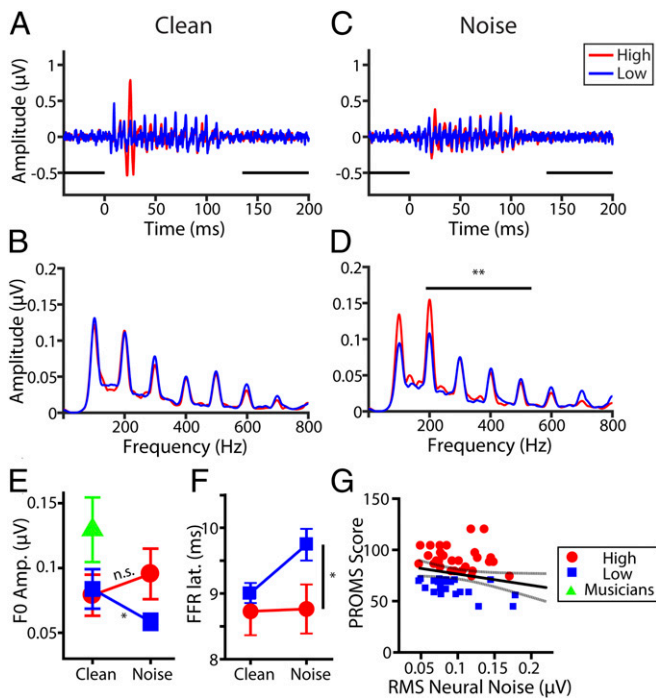 A Clean C Noise
High
Low
Amplitude (μV)
1
0.5
0
-0.5
0 50 100 150 200
Time (ms)
1
0.5
0
-0.5
0 50 100 150 200
Time (ms)
B D
Amplitude (μV)
0.2
0.15
0.1
0.05
0
200 400 600 800
Frequency (Hz)
**
0.2
0.15
0.1
0.05
0
200 400 600 800
Frequency (Hz)
E F G
F0 Amp. (μV)
0.15
0.1
0.05
n.s.
*
Clean Noise
FFR lat. (ms)
10
9
8
*
Clean Noise
PROMS Score
150
100
50
0
0.05 0.1 0.15 0.2
RMS Neural Noise (μV)
High
Low
Musicians